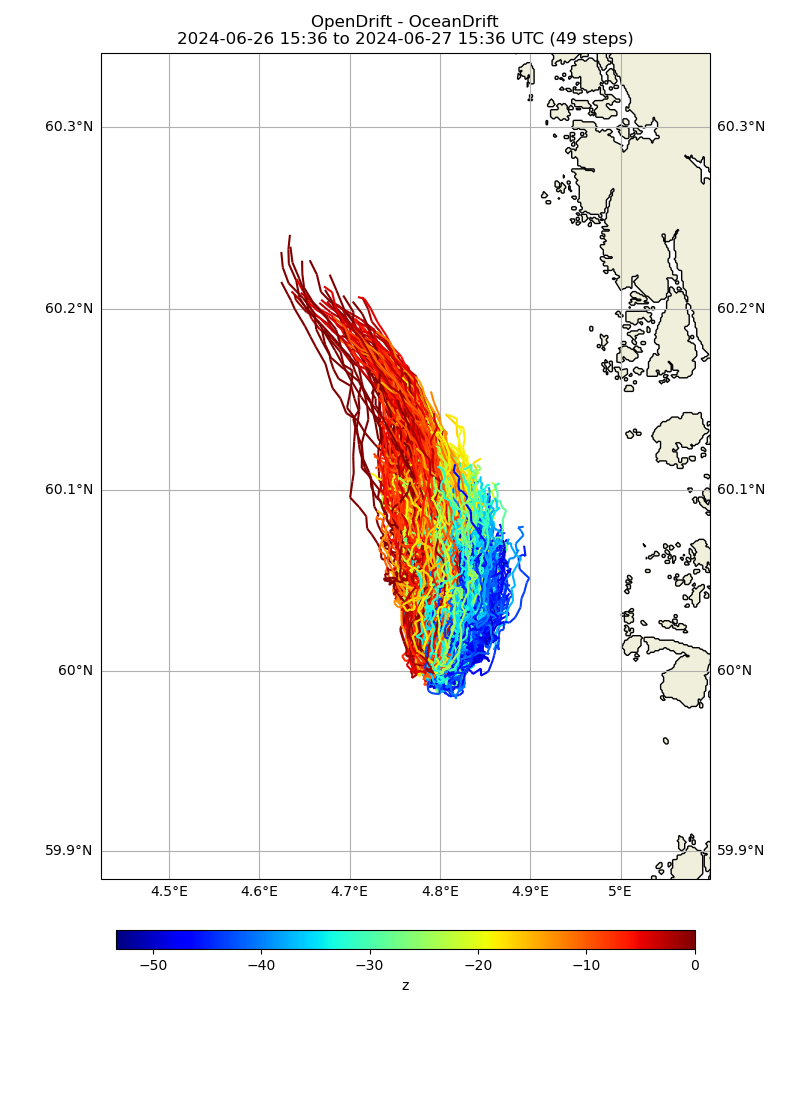 OpenDrift - OceanDrift
2024-06-26 15:36 to 2024-06-27 15:36 UTC (49 steps)
60.3°N 60.3°N
60.2°N 60.2°N
60.1°N 60.1°N
60°N 60°N
59.9°N 59.9°N
4.5°E 4.6°E 4.7°E 4.8°E 4.9°E 5°E
−50 −40 −30 −20 −10 0
z